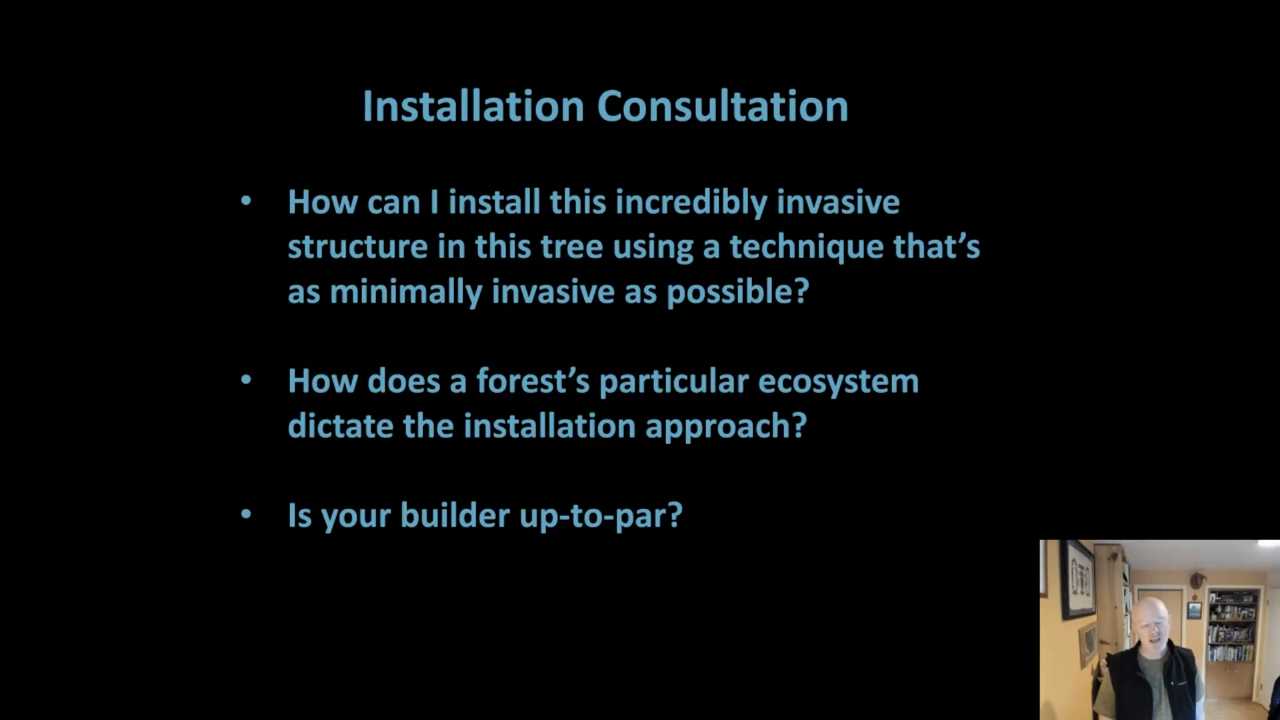 Installation Consultation
• How can I install this incredibly invasive
structure in this tree using a technique that’s
as minimally invasive as possible?
• How does a forest’s particular ecosystem
dictate the installation approach?
• Is your builder up-to-par?